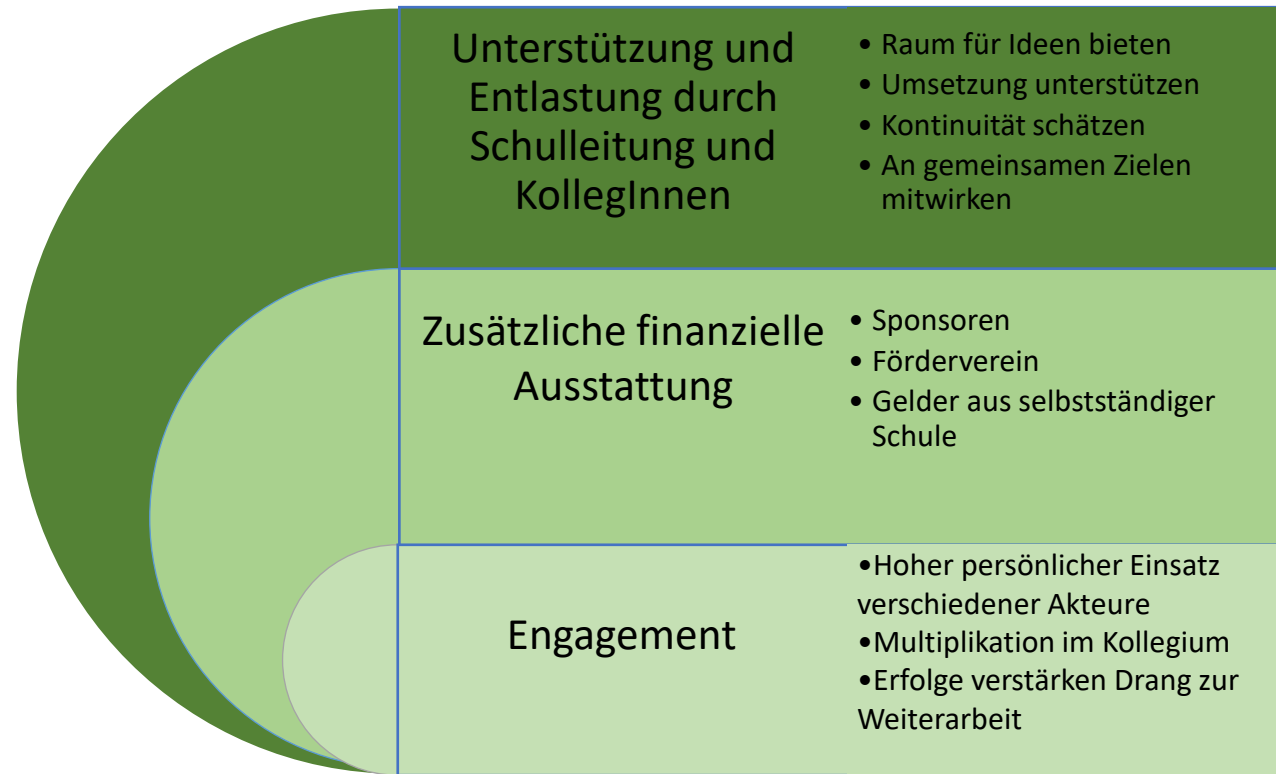 Unterstützung und
Entlastung durch
Schulleitung und
KollegInnen
• Raum für Ideen bieten
• Umsetzung unterstützen
• Kontinuität schätzen
• An gemeinsamen Zielen
mitwirken
Zusätzliche finanzielle
Ausstattung
• Sponsoren
• Förderverein
• Gelder aus selbstständiger
Schule
Engagement
•Hoher persönlicher Einsatz
verschiedener Akteure
•Multiplikation im Kollegium
•Erfolge verstärken Drang zur
Weiterarbeit